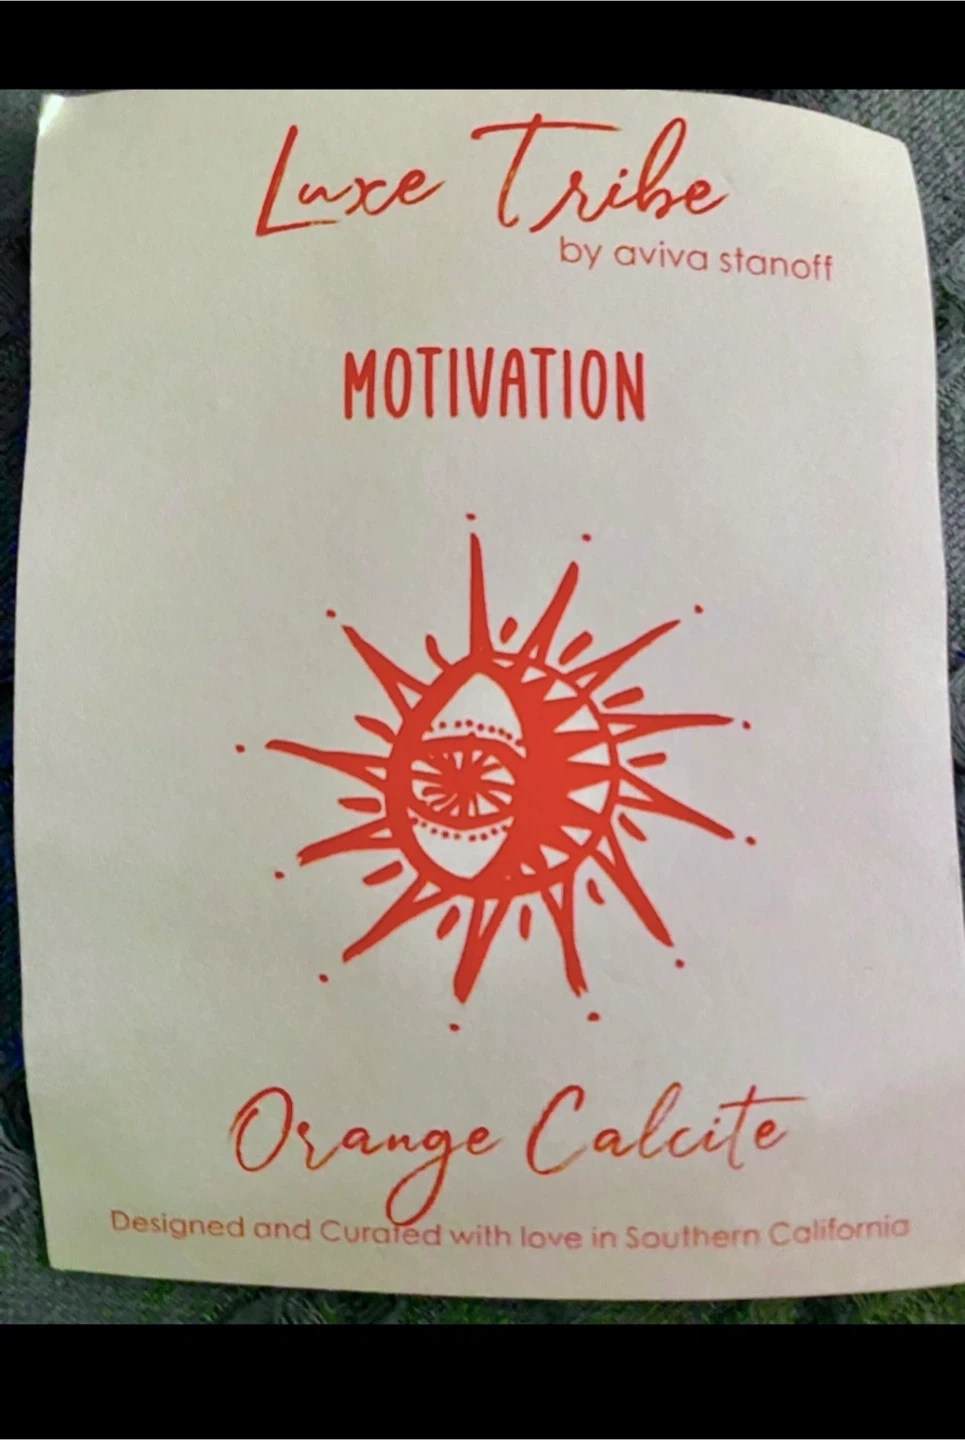 Luxe Tribe
by aviva stanoff
MOTIVATION
Orange Calcite
Designed and Curated with love in Southern California